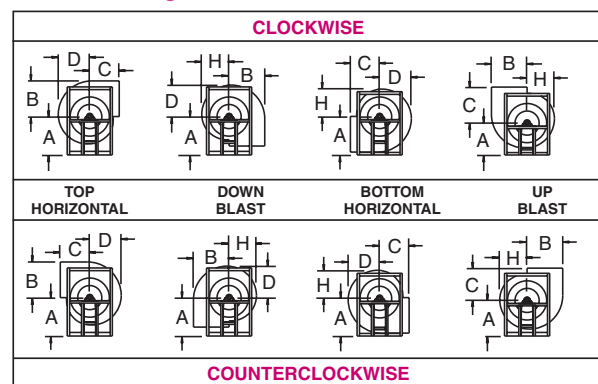 CLOCKWISE
D C B A
H B D A
C D H A
B H C A
TOP HORIZONTAL
DOWN BLAST
BOTTOM HORIZONTAL
UP BLAST
C D B A
B H D A
D C H A
H B C A
COUNTERCLOCKWISE